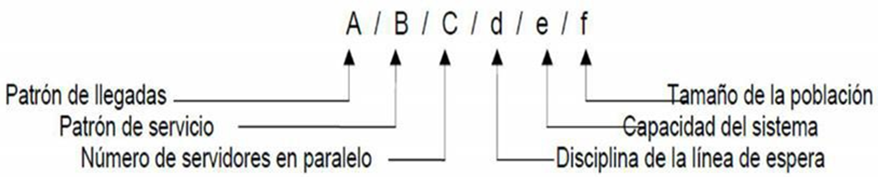 A / B / C / d / e / f
Patrón de llegadas
Tamaño de la población
Patrón de servicio
Capacidad del sistema
Número de servidores en paralelo
Disciplina de la línea de espera